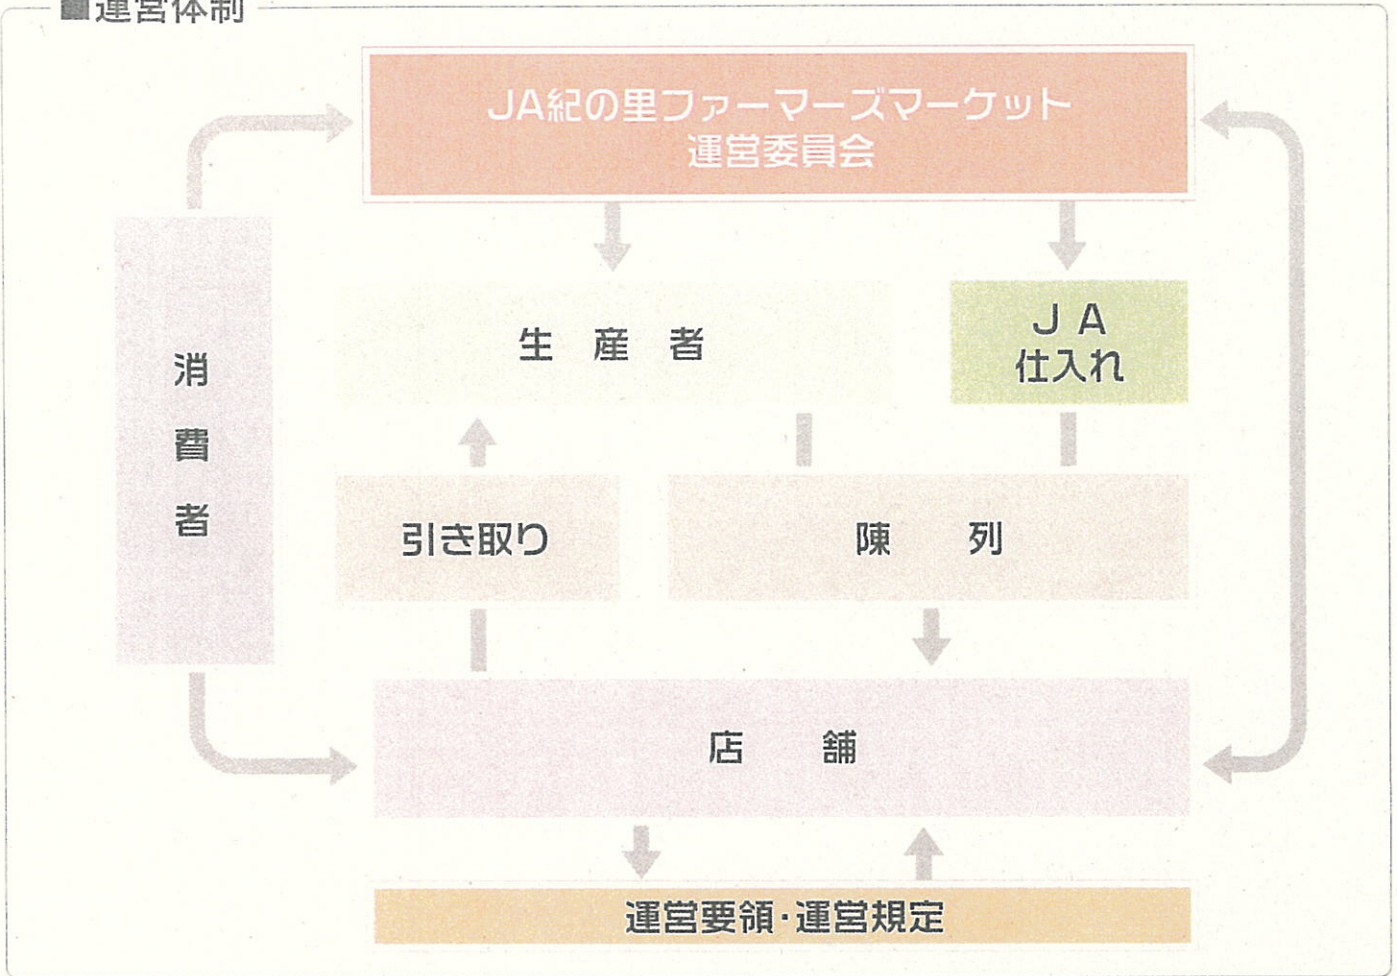 ■運営体制
JA紀の里ファーマーズマーケット
運営委員会
消費者
生産者
JA
仕入れ
引き取り
陳列
店舗
運営要領・運営規定